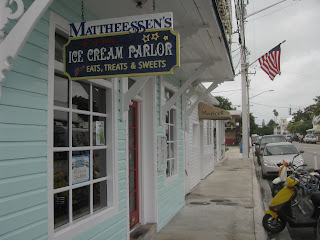 MATTHEESSEN'S
ICE CREAM PARLOR
EATS, TREATS & SWEETS